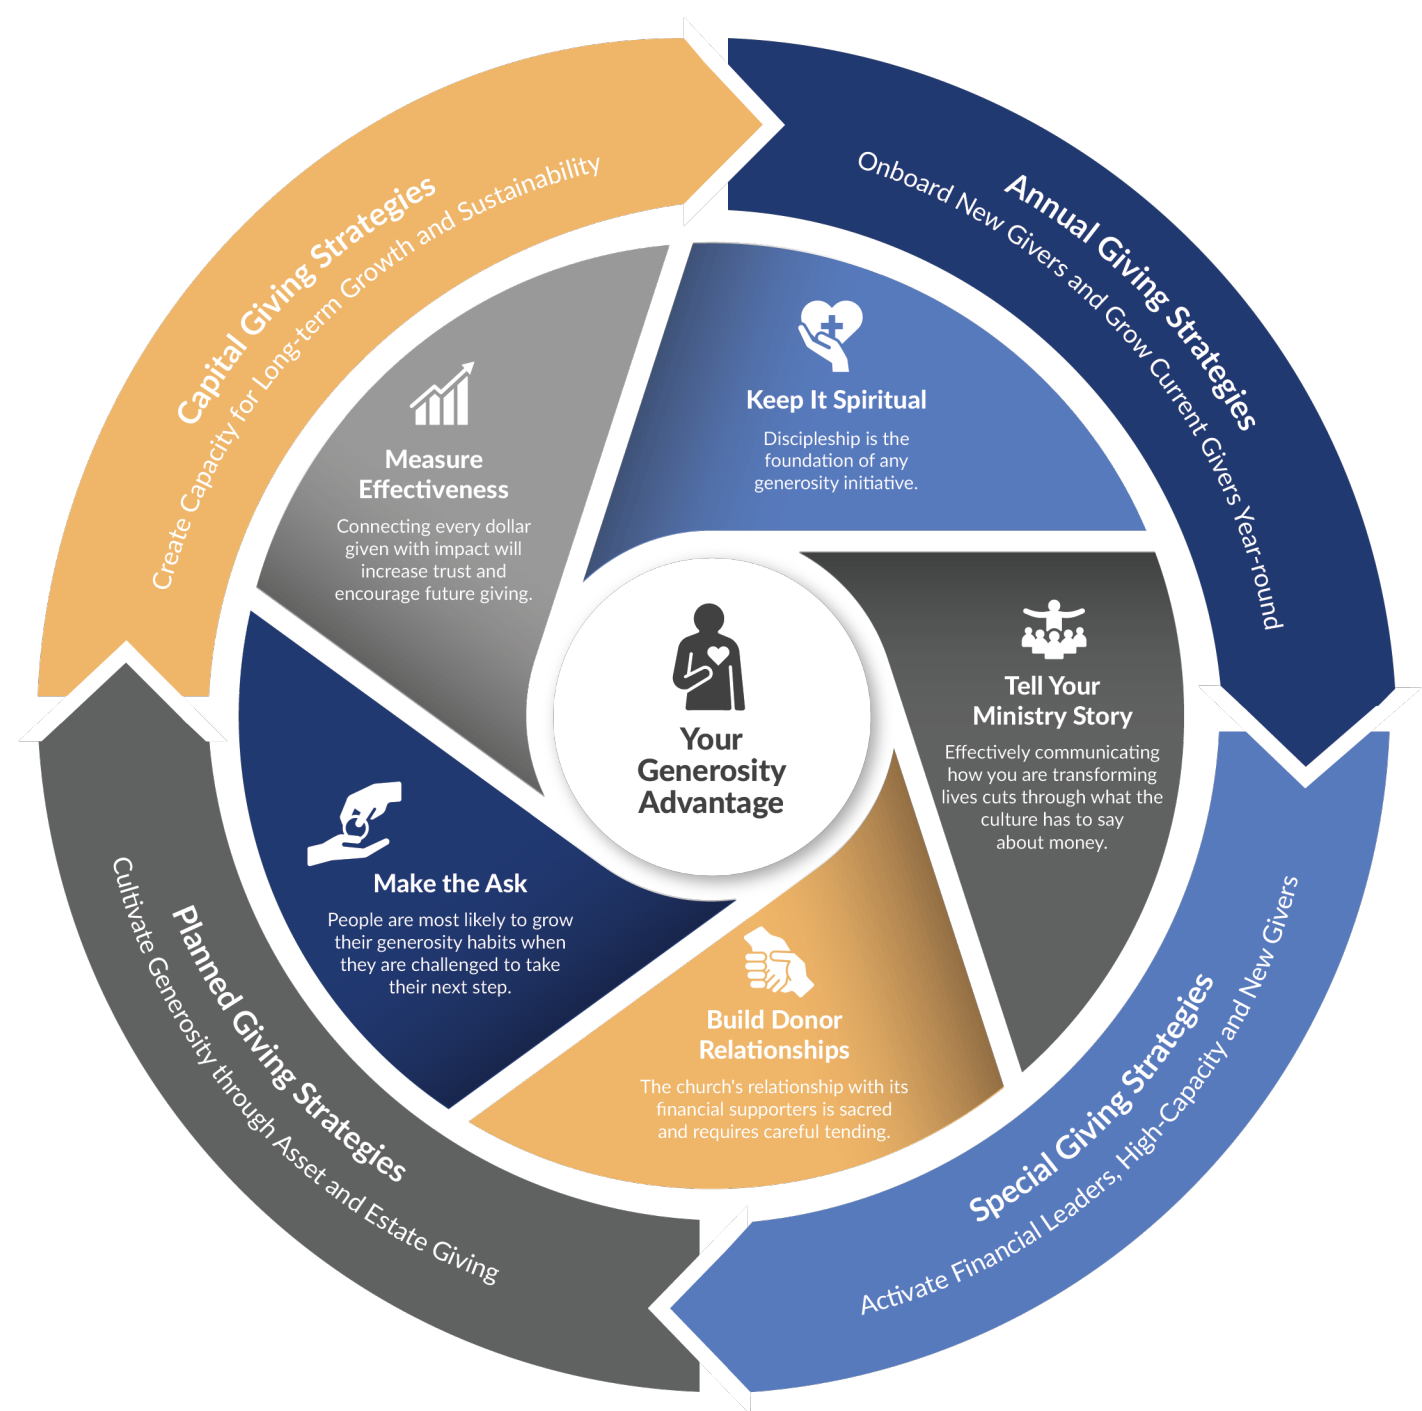 Capital Giving Strategies
Create Capacity for Long-term Growth and Sustainability
Annual Giving Strategies
Onboard New Givers and Grow Current Givers Year-round
Special Giving Strategies
Activate Financial Leaders, High-Capacity and New Givers
Planned Giving Strategies
Cultivate Generosity through Asset and Estate Giving
Keep It Spiritual
Discipleship is the
foundation of any
generosity initiative.
Tell Your
Ministry Story
Effectively communicating
how you are transforming
lives cuts through what the
culture has to say
about money.
Build Donor
Relationships
The church's relationship with its
financial supporters is sacred
and requires careful tending.
Make the Ask
People are most likely to grow
their generosity habits when
they are challenged to take
their next step.
Measure
Effectiveness
Connecting every dollar
given with impact will
increase trust and
encourage future giving.
Your
Generosity
Advantage